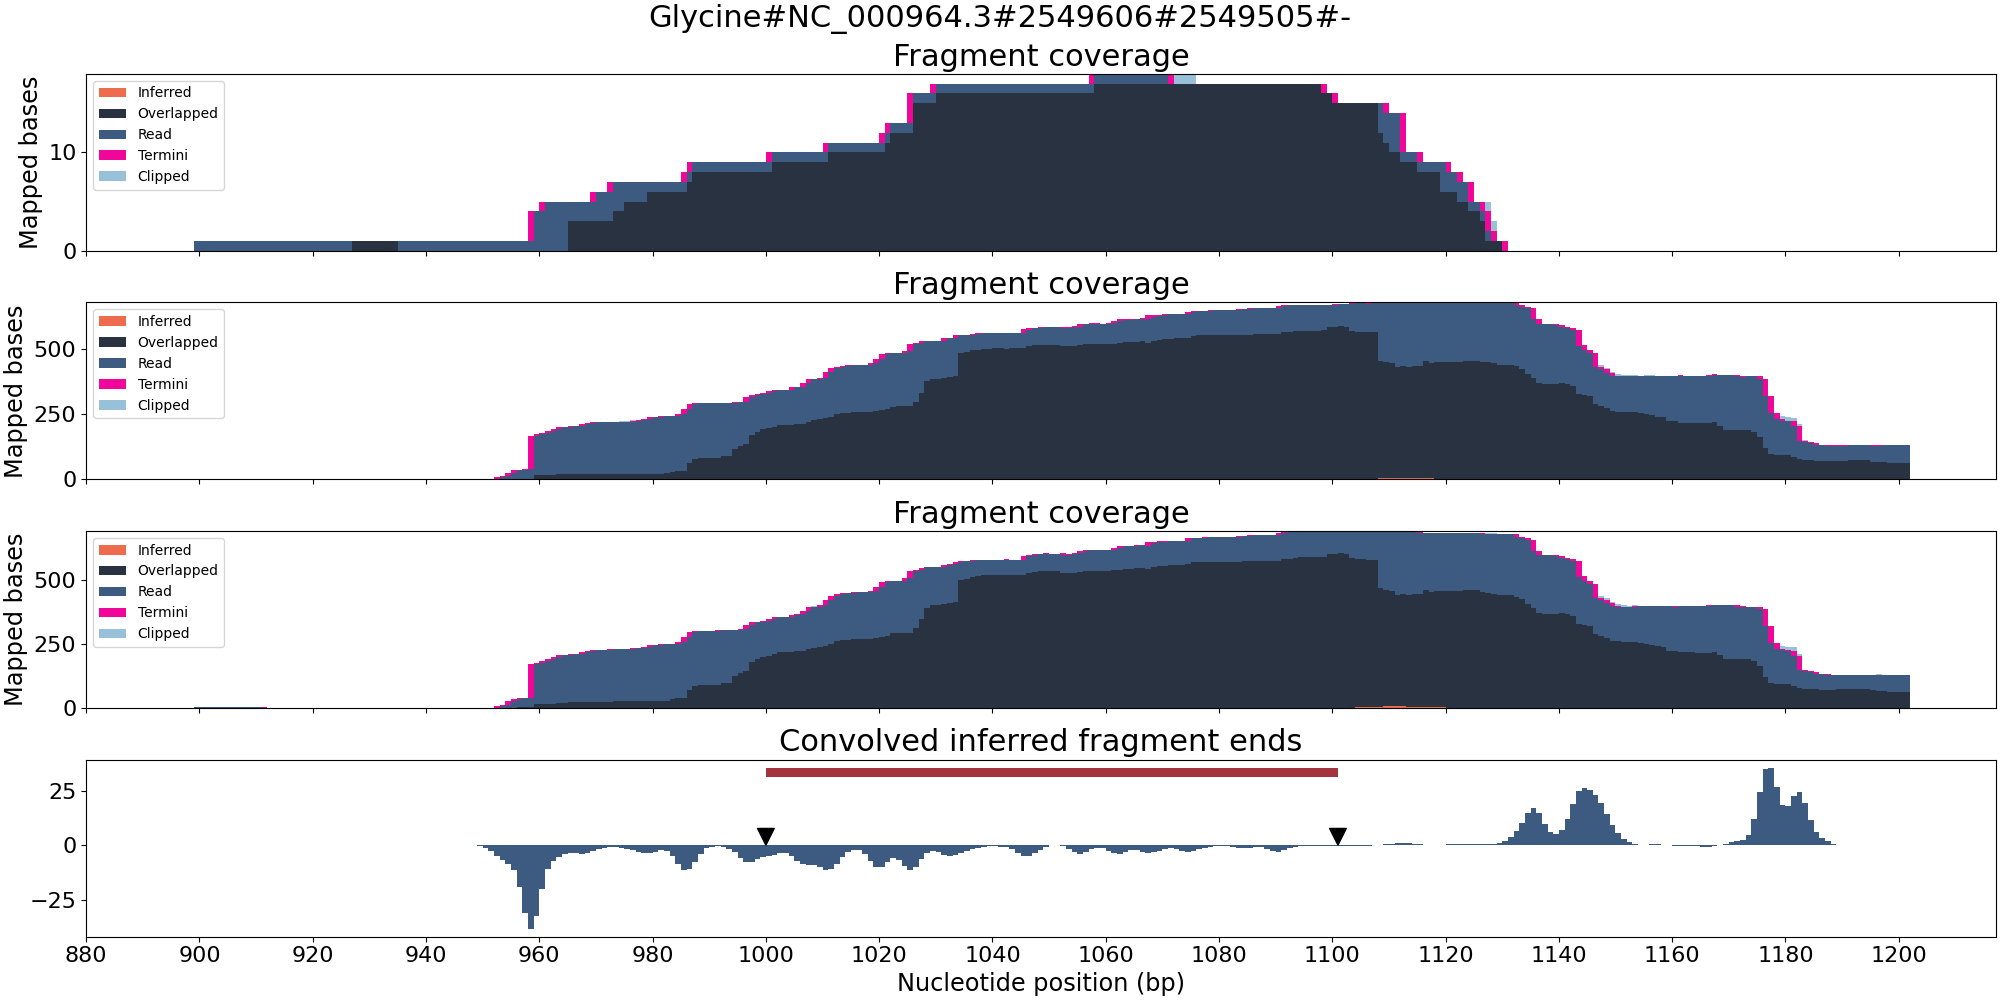 Glycine#NC_000964.3#2549606#2549505#-
Fragment coverage
Mapped bases
10
0
Inferred
Overlapped
Read
Termini
Clipped
Fragment coverage
Mapped bases
500
250
0
Inferred
Overlapped
Read
Termini
Clipped
Fragment coverage
Mapped bases
500
250
0
Inferred
Overlapped
Read
Termini
Clipped
Convolved inferred fragment ends
25
0
−25
880 900 920 940 960 980 1000 1020 1040 1060 1080 1100 1120 1140 1160 1180 1200
Nucleotide position (bp)